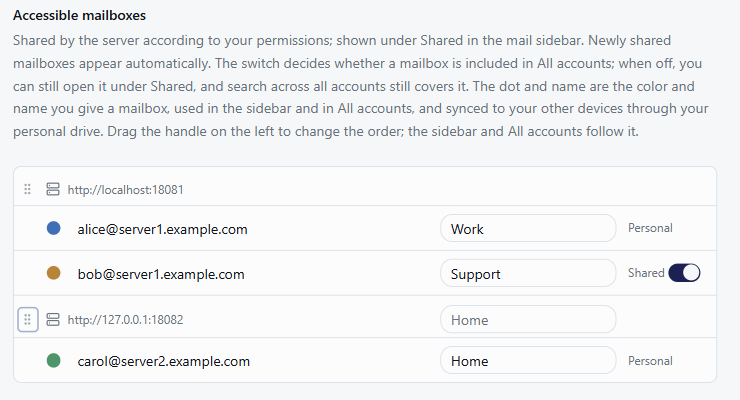 Accessible mailboxes
Shared by the server according to your permissions; shown under Shared in the mail sidebar. Newly shared
mailboxes appear automatically. The switch decides whether a mailbox is included in All accounts; when off, you
can still open it under Shared, and search across all accounts still covers it. The dot and name are the color and
name you give a mailbox, used in the sidebar and in All accounts, and synced to your other devices through your
personal drive. Drag the handle on the left to change the order; the sidebar and All accounts follow it.
http://localhost:18081
alice@server1.example.com Work Personal
bob@server1.example.com Support Shared
http://127.0.0.1:18082 Home
carol@server2.example.com Home Personal